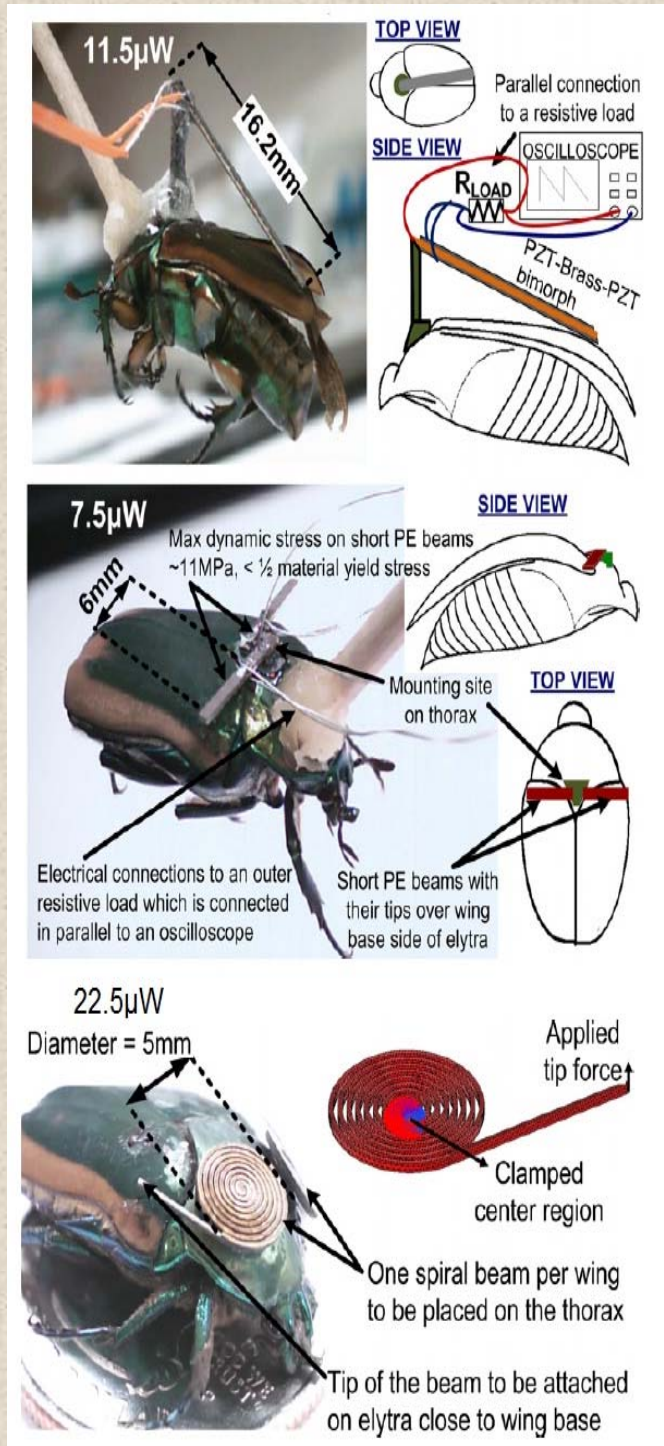 11.5µW
16.2mm
TOP VIEW
Parallel connection
to a resistive load
SIDE VIEW
OSCILLOSCOPE
RLOAD
PZT-Brass-PZT
bimorph
7.5µW
Max dynamic stress on short PE beams
~11MPa, < ½ material yield stress
6mm
SIDE VIEW
Mounting site
on thorax
TOP VIEW
Electrical connections to an outer
resistive load which is connected
in parallel to an oscilloscope
Short PE beams with
their tips over wing
base side of elytra
22.5µW
Diameter = 5mm
Applied
tip force
Clamped
center region
One spiral beam per wing
to be placed on the thorax
Tip of the beam to be attached
on elytra close to wing base